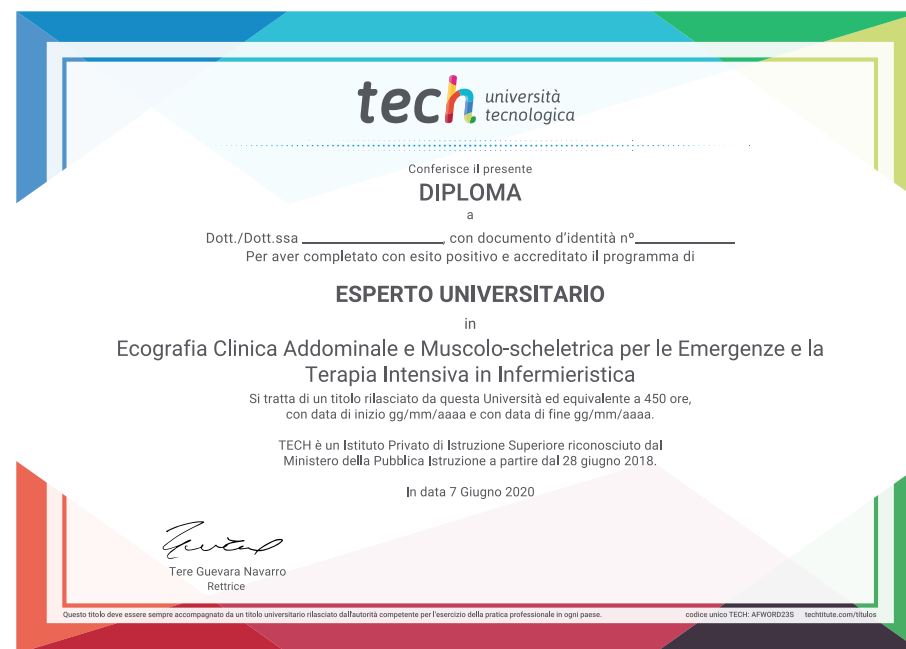 tech università
tecnologica
Conferisce il presente
DIPLOMA
a
Dott./Dott.ssa ____________________, con documento d'identità nº______________
Per aver completato con esito positivo e accreditato il programma di
ESPERTO UNIVERSITARIO
in
Ecografia Clinica Addominale e Muscolo-scheletrica per le Emergenze e la
Terapia Intensiva in Infermieristica
Si tratta di un titolo rilasciato da questa Università ed equivalente a 450 ore,
con data di inizio gg/mm/aaaa e con data di fine gg/mm/aaaa.
TECH è un Istituto Privato di Istruzione Superiore riconosciuto dal
Ministero della Pubblica Istruzione a partire dal 28 giugno 2018.
In data 7 Giugno 2020
Tere Guevara Navarro
Rettrice
Questo titolo deve essere sempre accompagnato da un titolo universitario rilasciato dall'autorità competente per l'esercizio della pratica professionale in ogni paese. codice unico TECH: AFWORD23S techtitute.com/titulos